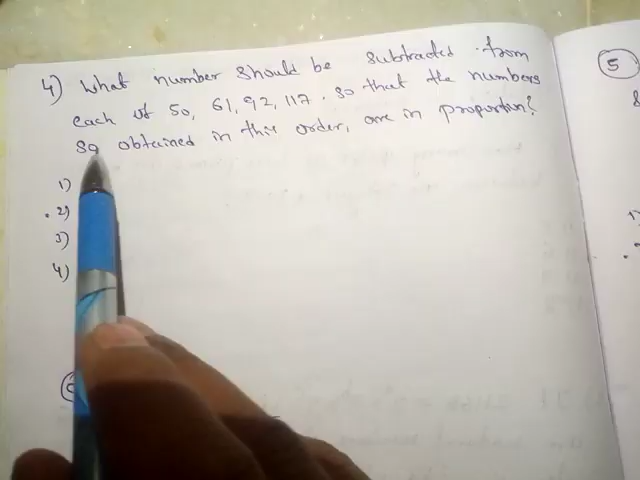 4) What number should be subtracted from
each of 50, 61, 92, 117. so that the numbers
so obtained in this order, are in proportion?
1)
2)
3)
4)
5